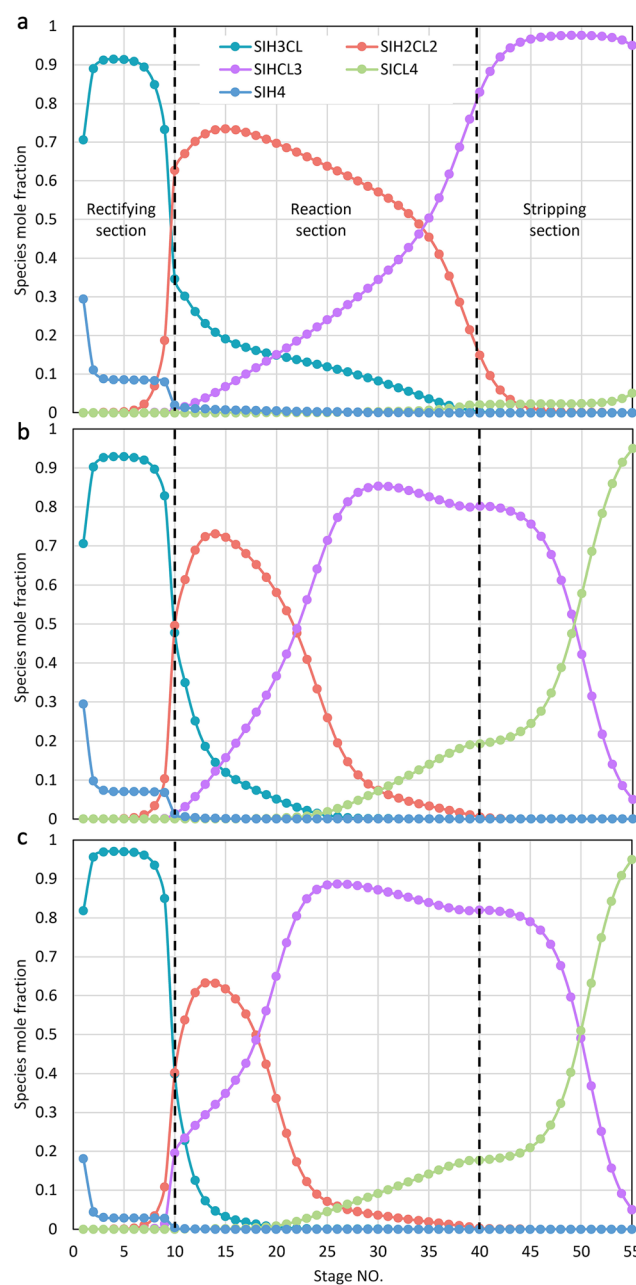 a
1
0.9
0.8
0.7
0.6
0.5
0.4
0.3
0.2
0.1
0
Species mole fraction
SIH3CL SIH2CL2
SIHCL3 SICL4
SIH4
Rectifying section
Reaction section
Stripping section
b
1
0.9
0.8
0.7
0.6
0.5
0.4
0.3
0.2
0.1
0
Species mole fraction
c
1
0.9
0.8
0.7
0.6
0.5
0.4
0.3
0.2
0.1
0
Species mole fraction
0 5 10 15 20 25 30 35 40 45 50 55
Stage NO.